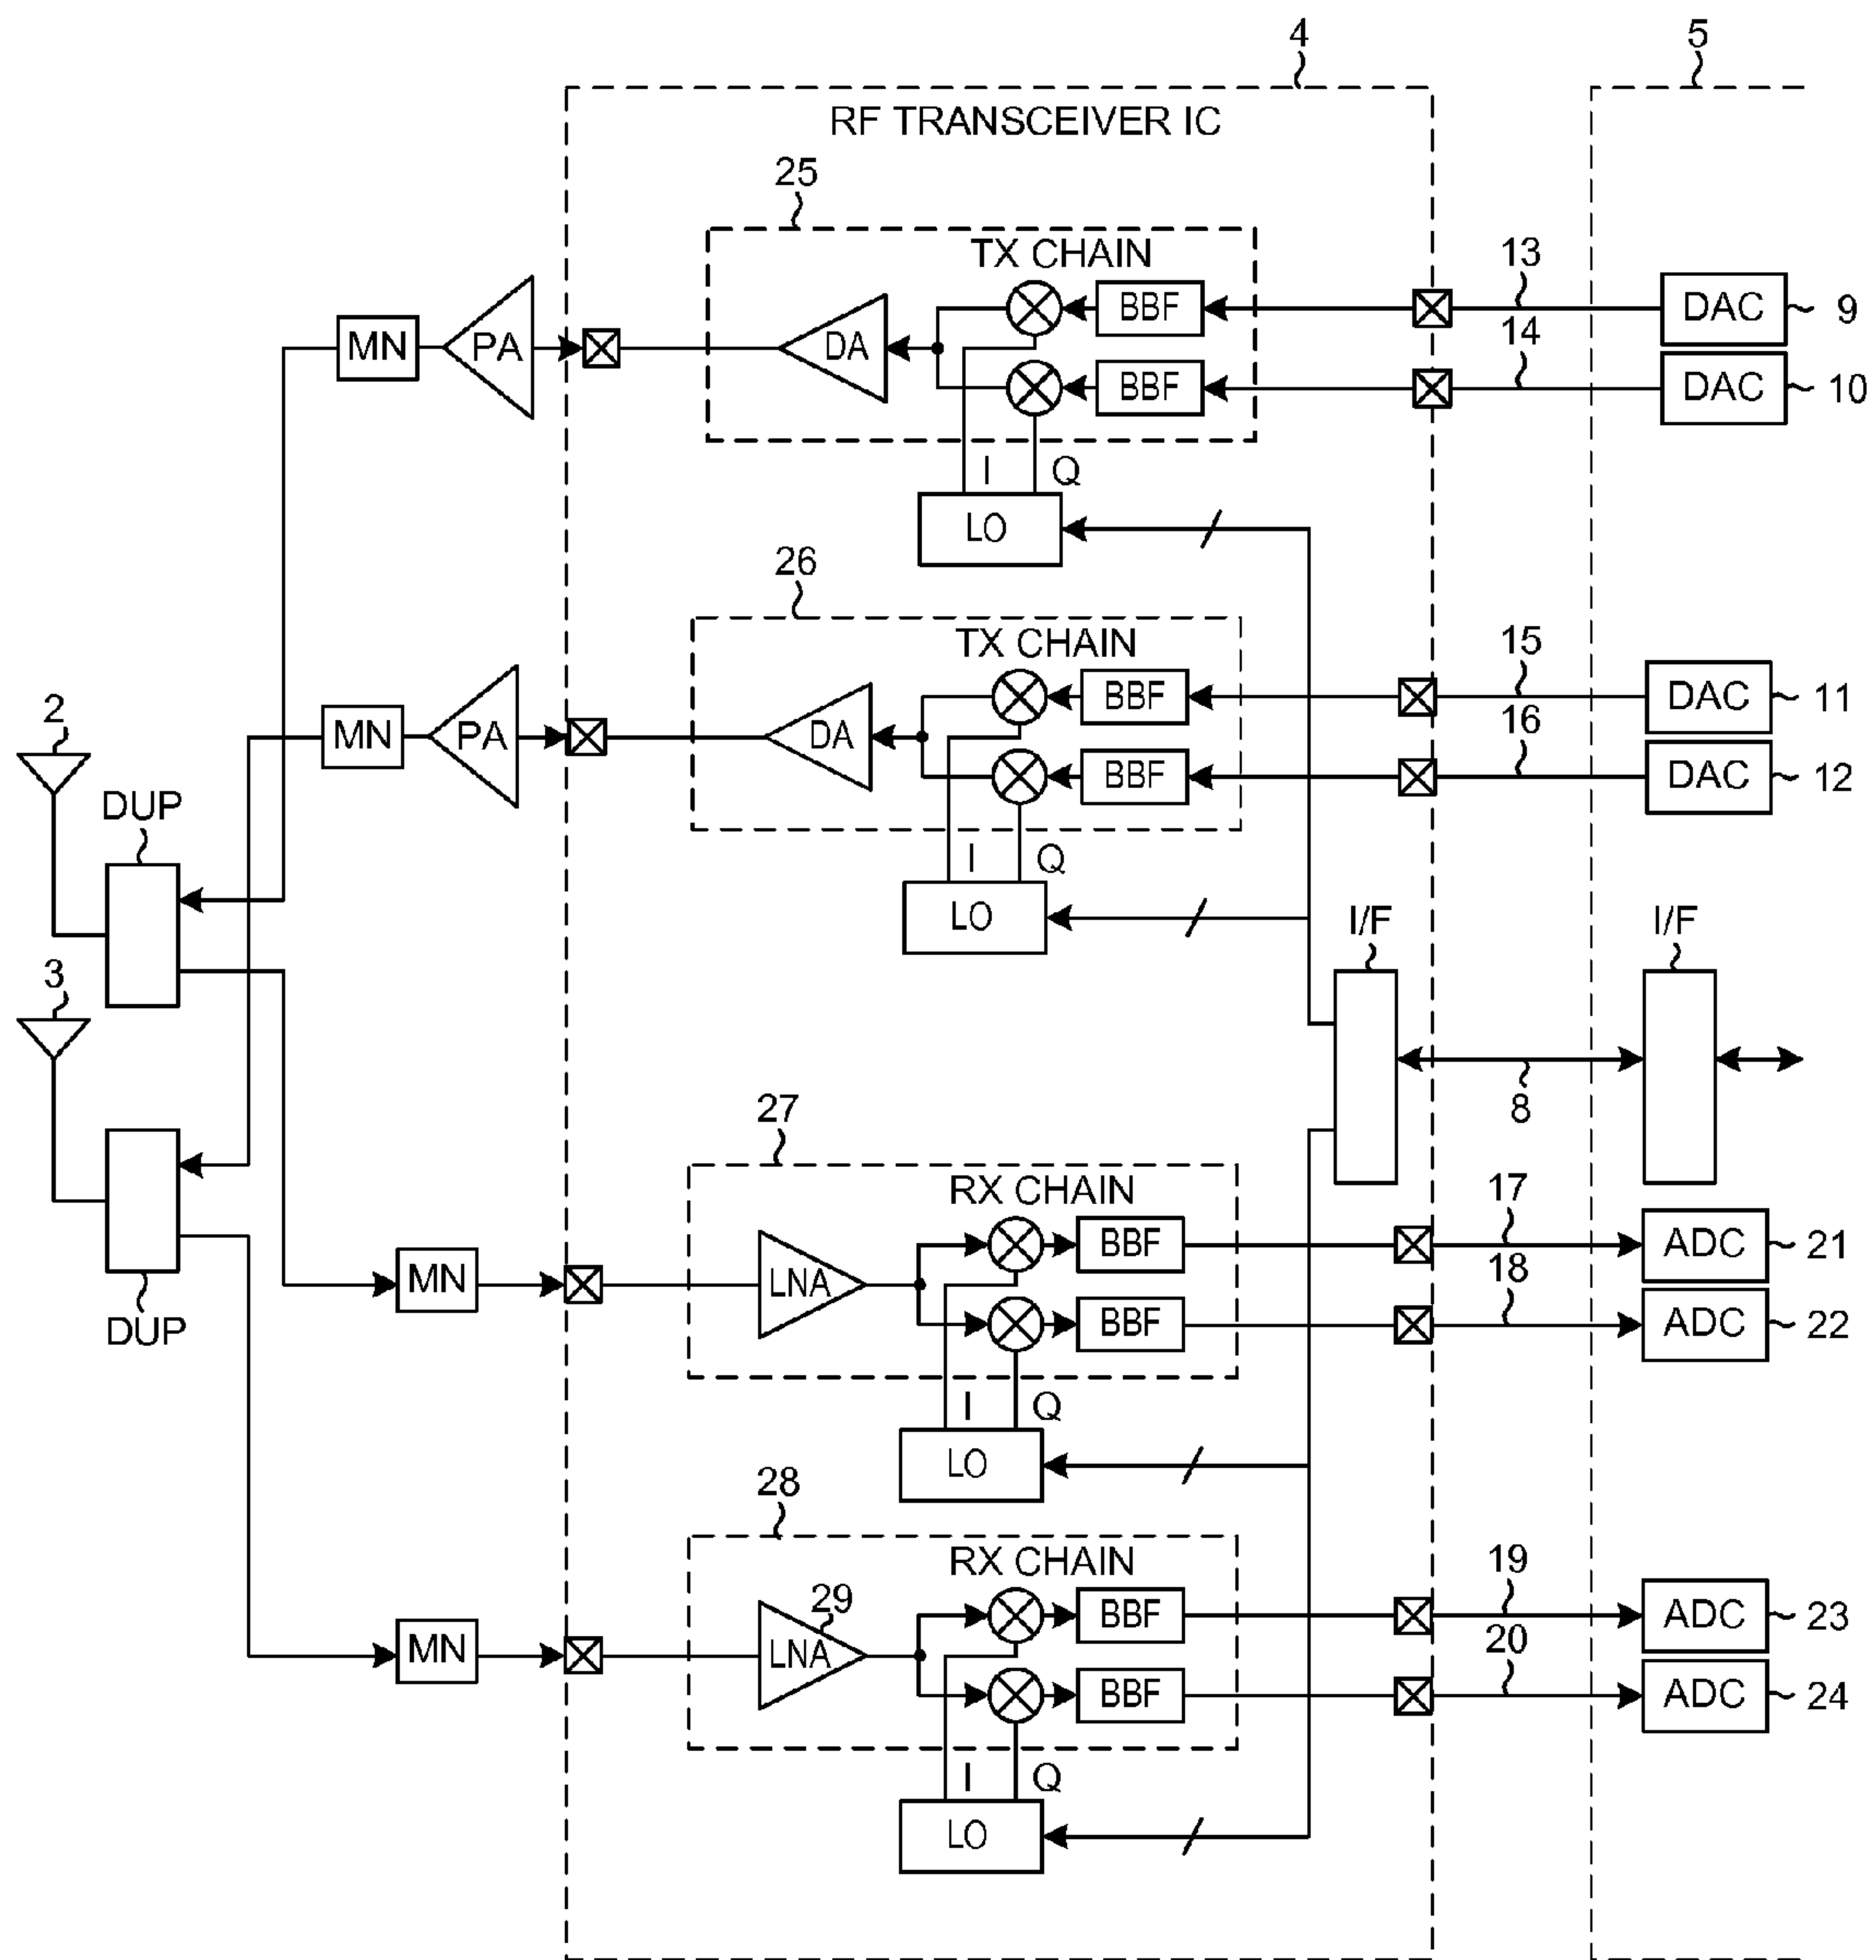 4
5
RF TRANSCEIVER IC
25
TX CHAIN
13
BBF
DAC
9
MN
PA
DA
14
BBF
DAC
10
I
Q
LO
26
TX CHAIN
15
BBF
DAC
11
2
MN
PA
DA
16
BBF
DAC
12
DUP
I
Q
LO
I/F
I/F
3
8
27
RX CHAIN
17
BBF
ADC
21
DUP
MN
LNA
18
BBF
ADC
22
I
Q
LO
28
RX CHAIN
19
29
BBF
ADC
23
MN
LNA
20
BBF
ADC
24
I
Q
LO